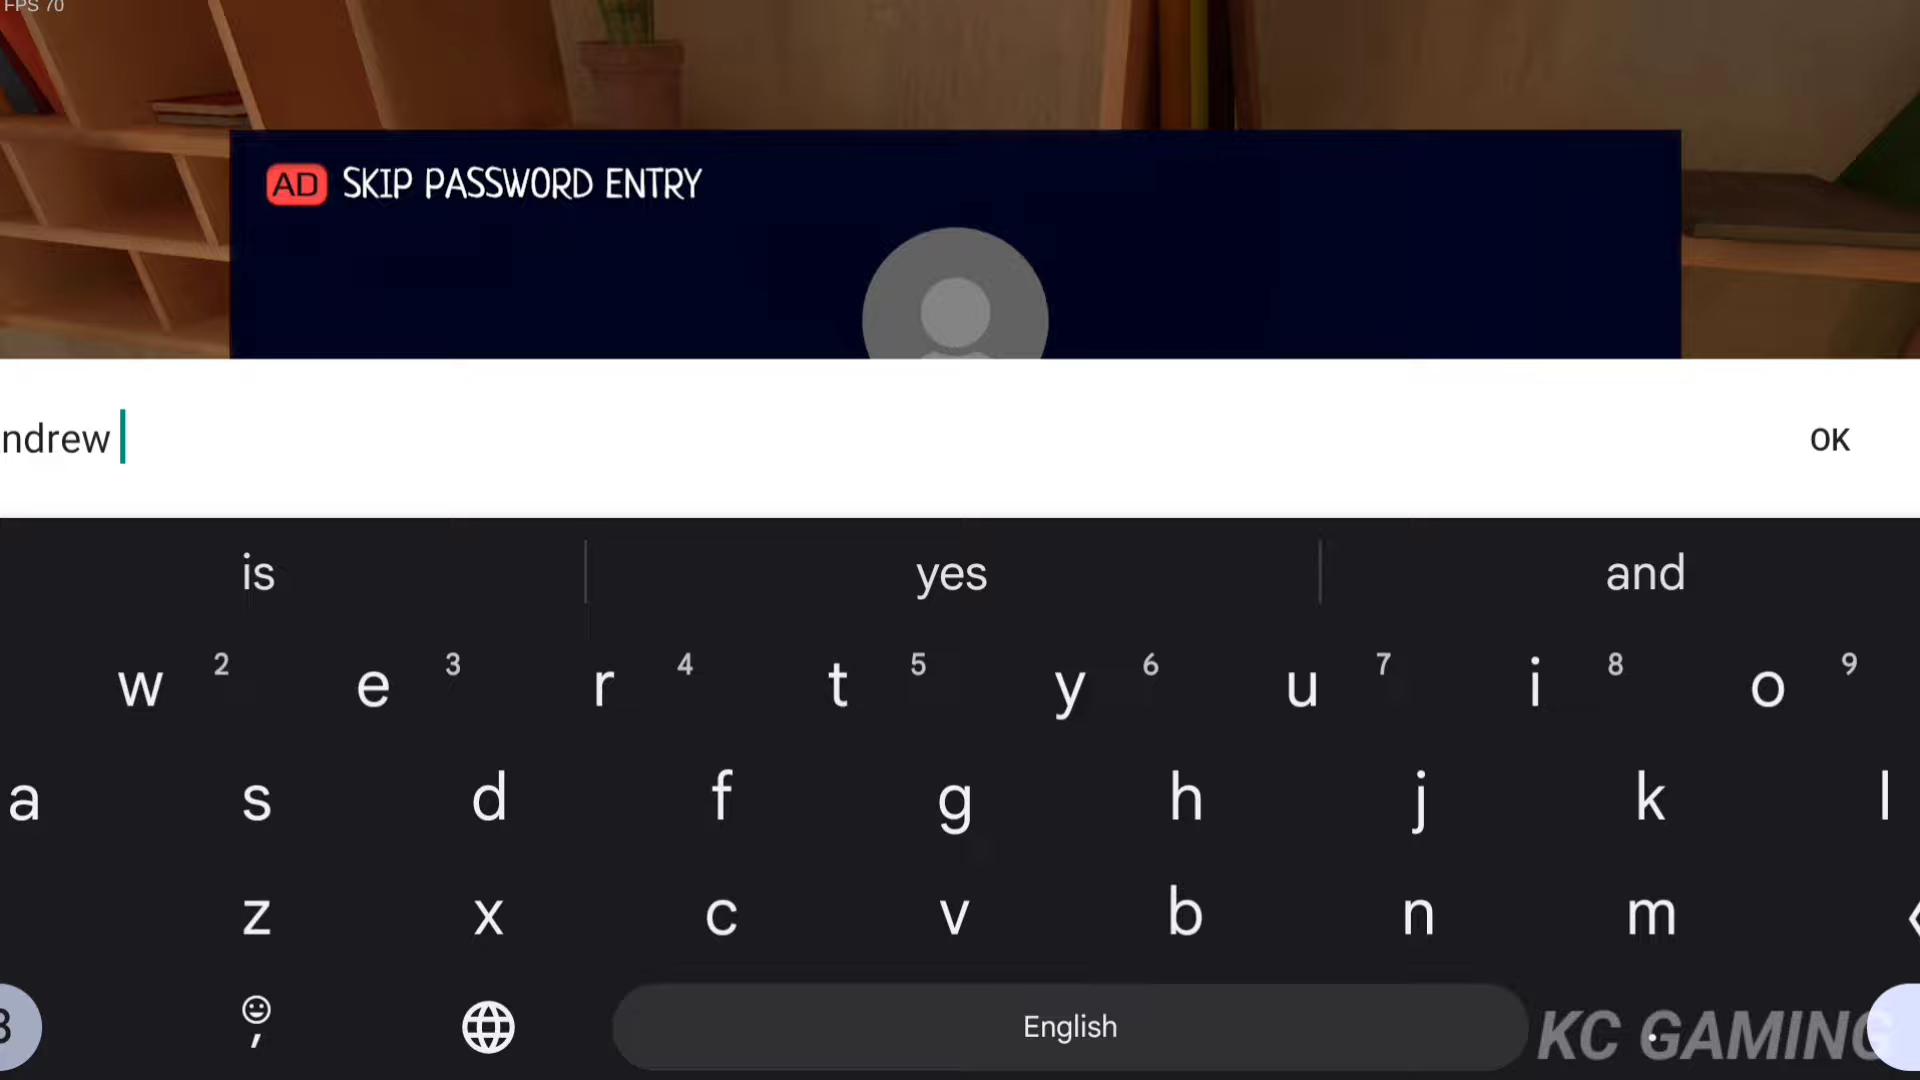 FPS 70
AD SKIP PASSWORD ENTRY
ndrew
OK
is yes and
w 2 e 3 r 4 t 5 y 6 u 7 i 8 o 9
a s d f g h j k l
z x c v b n m
, English .
KC GAMING